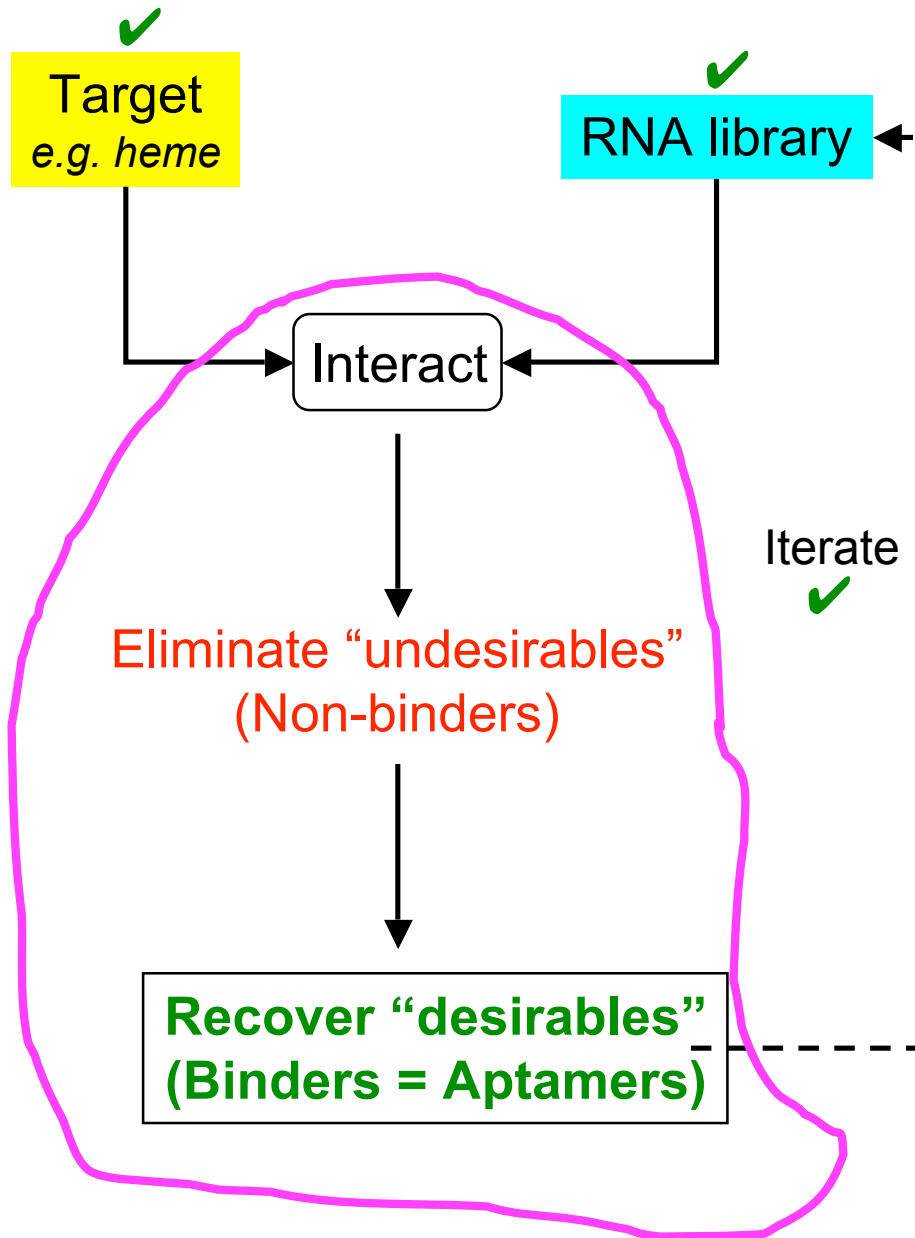 Target
e.g. heme
RNA library
Interact
Iterate
Eliminate “undesirables”
(Non-binders)
Recover “desirables”
(Binders = Aptamers)